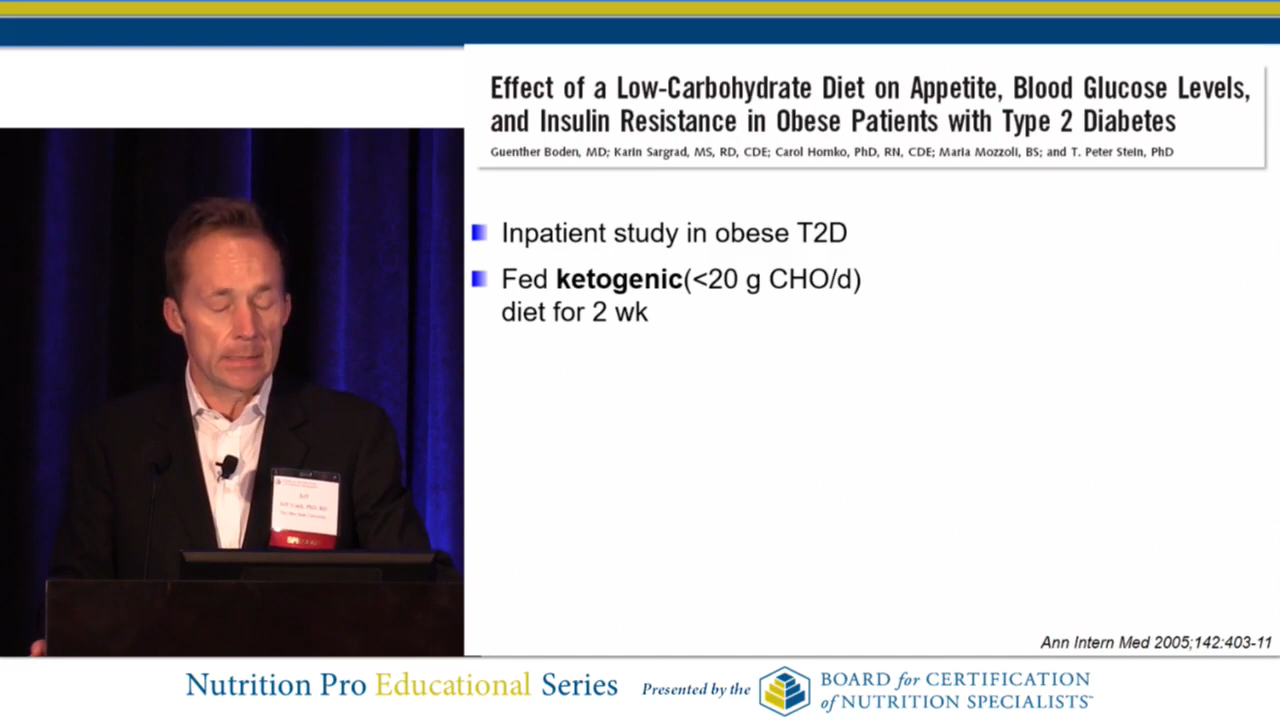 Effect of a Low-Carbohydrate Diet on Appetite, Blood Glucose Levels,
and Insulin Resistance in Obese Patients with Type 2 Diabetes
Guenther Boden, MD; Karin Sargrad, MS, RD, CDE; Carol Homko, PhD, RN, CDE; Maria Mozzoli, BS; and T. Peter Stein, PhD
Inpatient study in obese T2D
Fed ketogenic(<20 g CHO/d)
diet for 2 wk
Ann Intern Med 2005;142:403-11
Nutrition Pro Educational Series
Presented by the
BOARD for CERTIFICATION
of NUTRITION SPECIALISTS